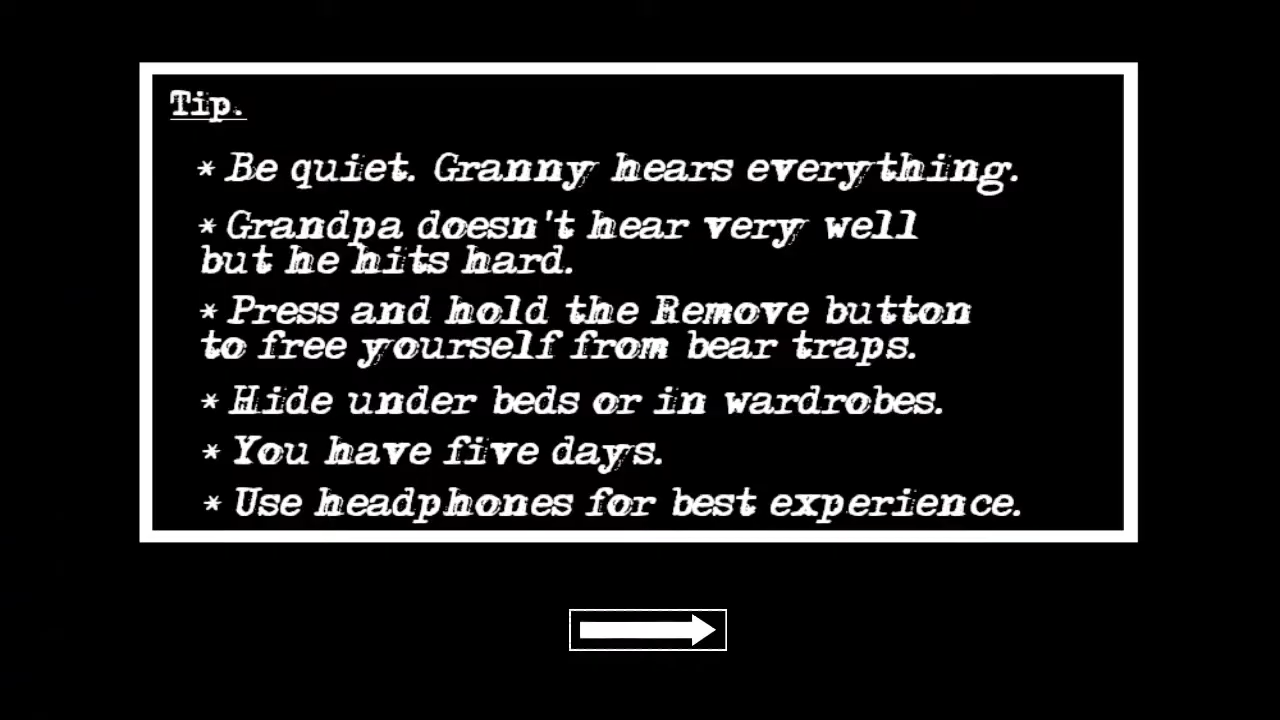 Tip.
* Be quiet. Granny hears everything.
* Grandpa doesn't hear very well
but he hits hard.
* Press and hold the Remove button
to free yourself from bear traps.
* Hide under beds or in wardrobes.
* You have five days.
* Use headphones for best experience.